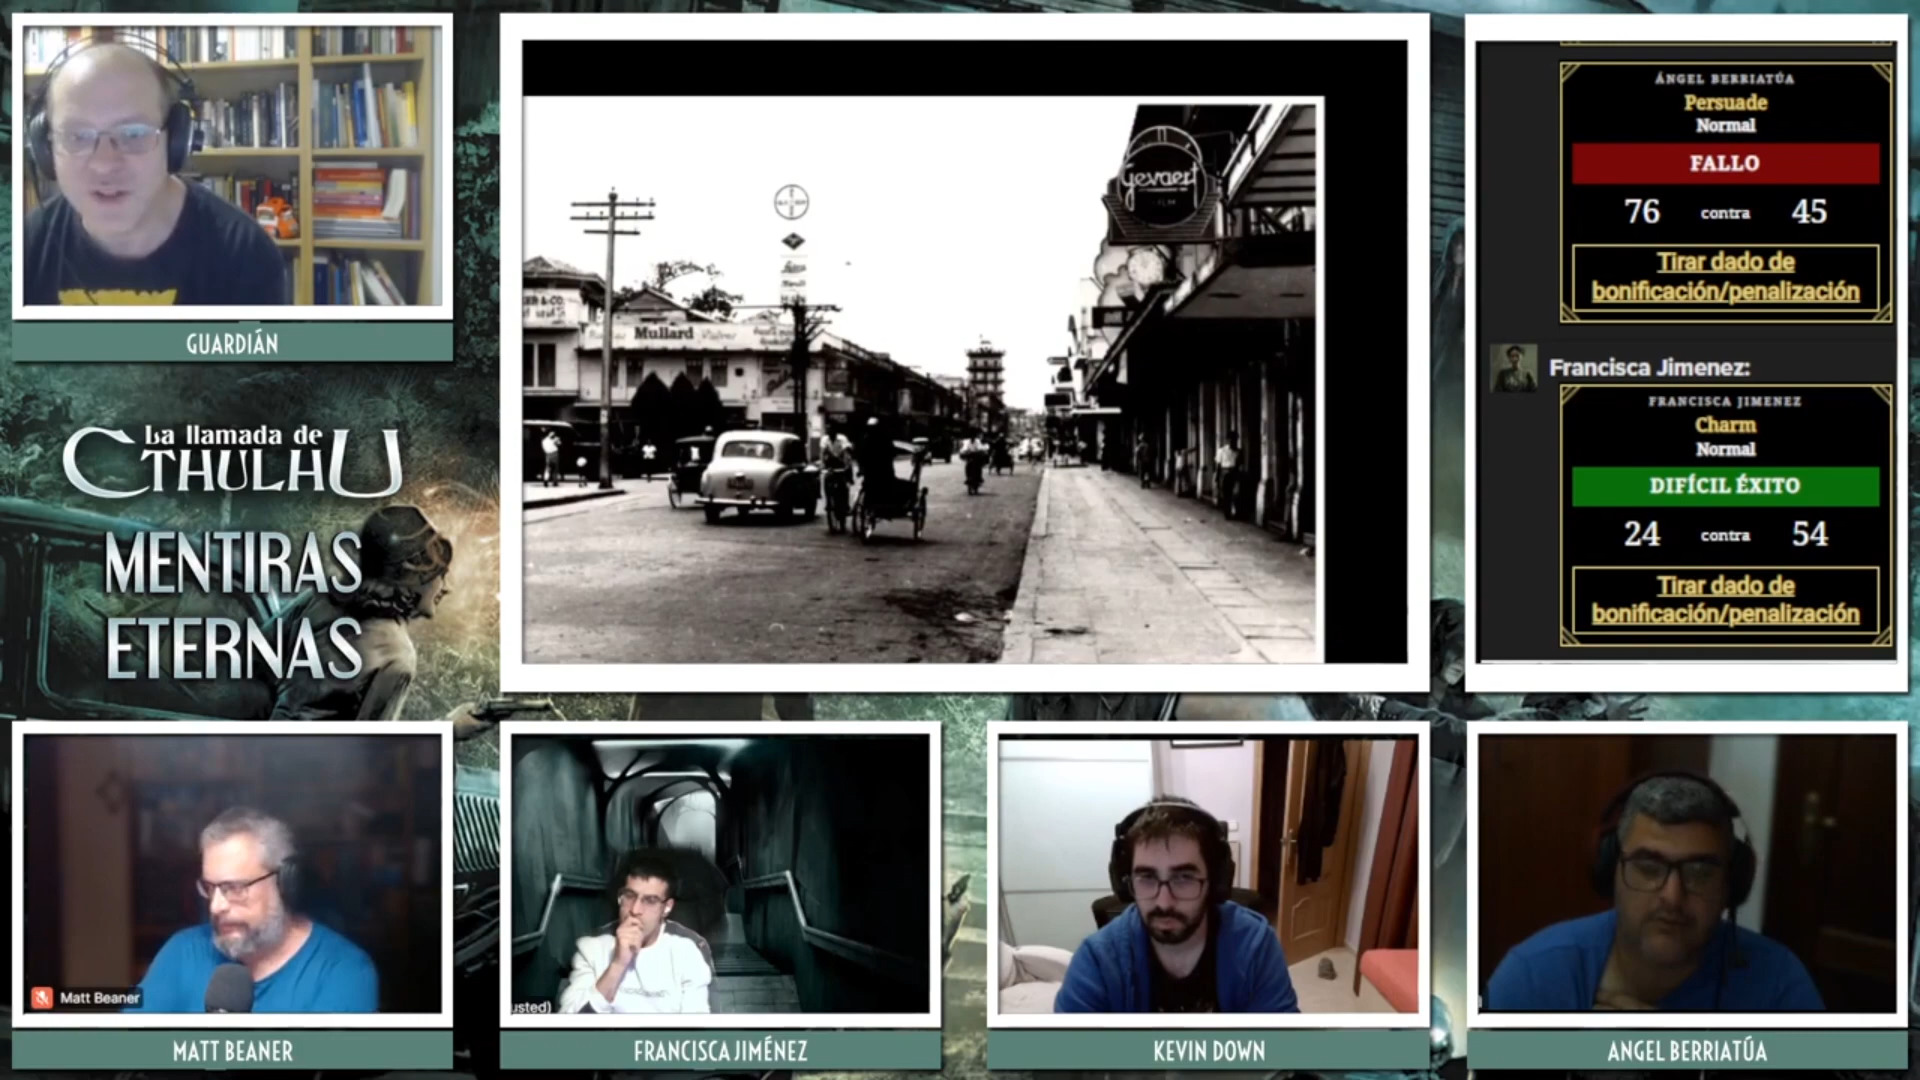 GUARDIÁN
La llamada de
CTHULHU
MENTIRAS
ETERNAS
Gevaert
Mullard
ÁNGEL BERRIATÚA
Persuade
Normal
FALLO
76 contra 45
Tirar dado de
bonificación/penalización
Francisca Jimenez:
FRANCISCA JIMENEZ
Charm
Normal
DIFÍCIL ÉXITO
24 contra 54
Tirar dado de
bonificación/penalización
Matt Beaner
usted)
MATT BEANER
FRANCISCA JIMÉNEZ
KEVIN DOWN
ANGEL BERRIATÚA